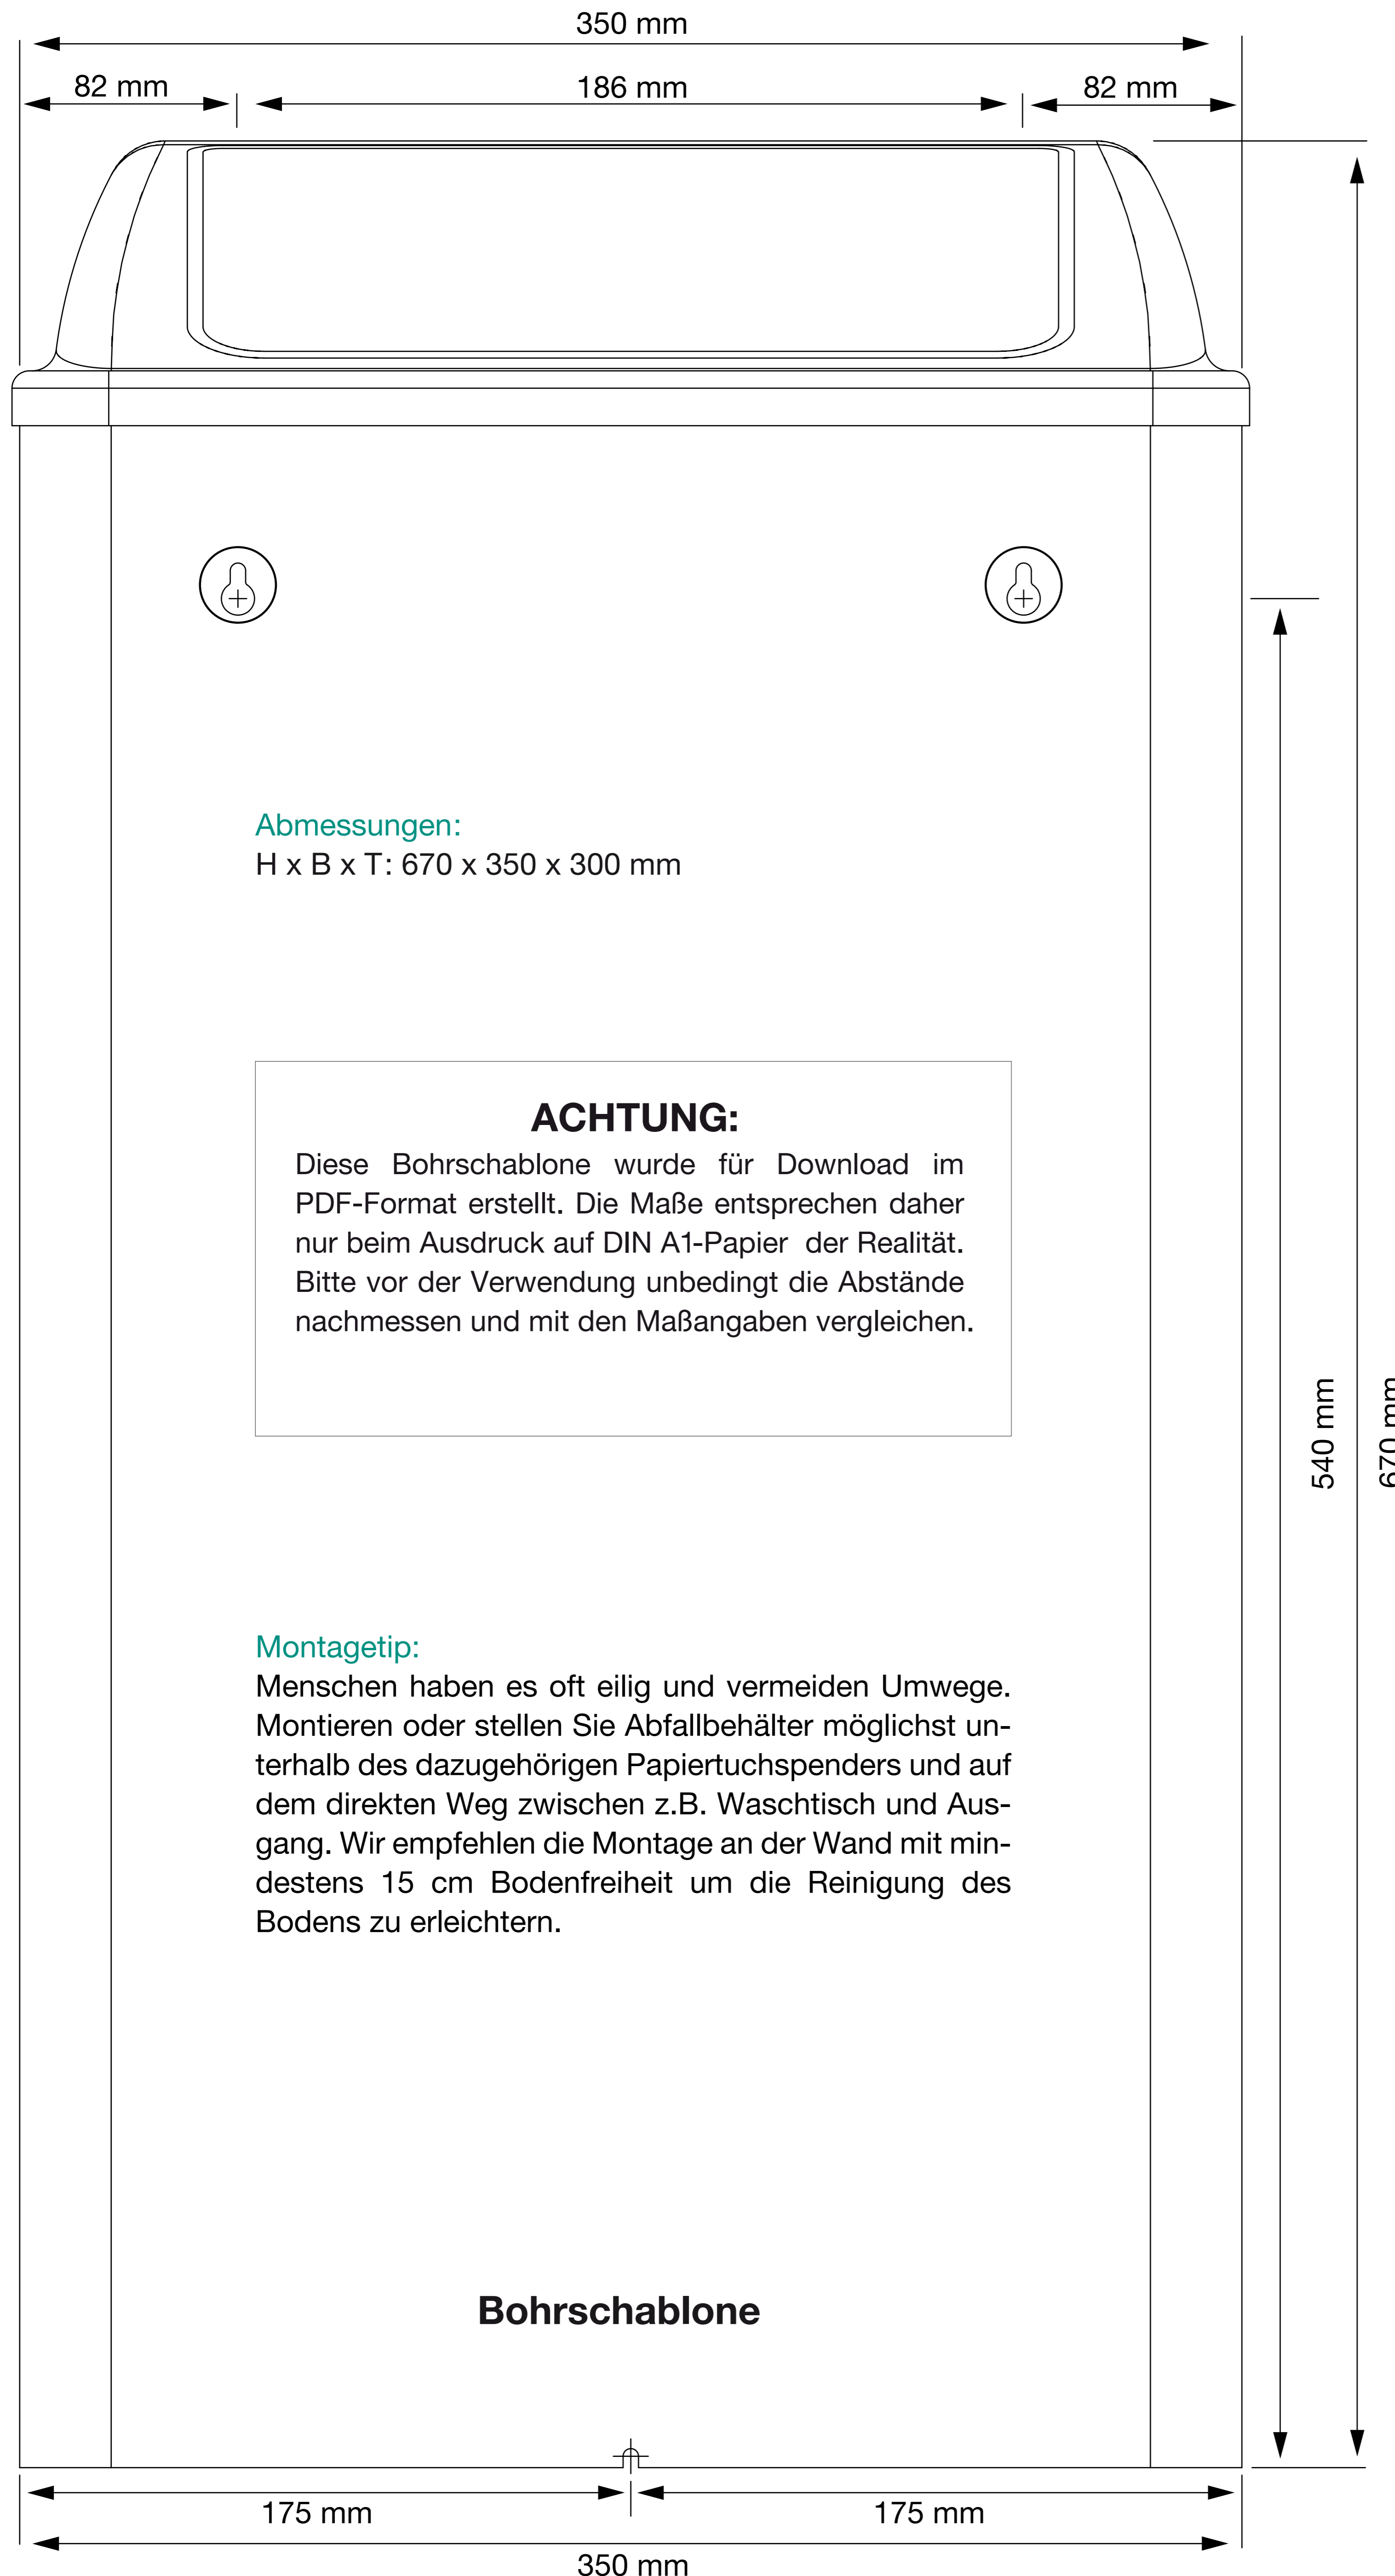 350 mm
82 mm
186 mm
82 mm
Abmessungen:
H x B x T: 670 x 350 x 300 mm
ACHTUNG:
Diese Bohrschablone wurde für Download im
PDF-Format erstellt. Die Maße entsprechen daher
nur beim Ausdruck auf DIN A1-Papier der Realität.
Bitte vor der Verwendung unbedingt die Abstände
nachmessen und mit den Maßangaben vergleichen.
540 mm
670 mm
Montagetip:
Menschen haben es oft eilig und vermeiden Umwege.
Montieren oder stellen Sie Abfallbehälter möglichst un-
terhalb des dazugehörigen Papiertuchspenders und auf
dem direkten Weg zwischen z.B. Waschtisch und Aus-
gang. Wir empfehlen die Montage an der Wand mit min-
destens 15 cm Bodenfreiheit um die Reinigung des
Bodens zu erleichtern.
Bohrschablone
175 mm
175 mm
350 mm